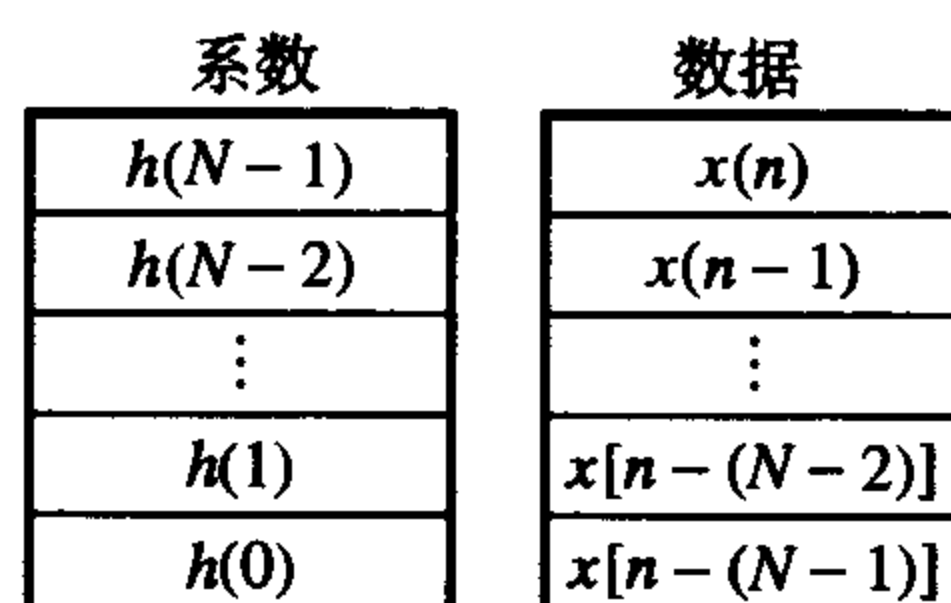 系数 数据
h(N − 1) x(n)
h(N − 2) x(n − 1)
⋮ ⋮
h(1) x[n − (N − 2)]
h(0) x[n − (N − 1)]